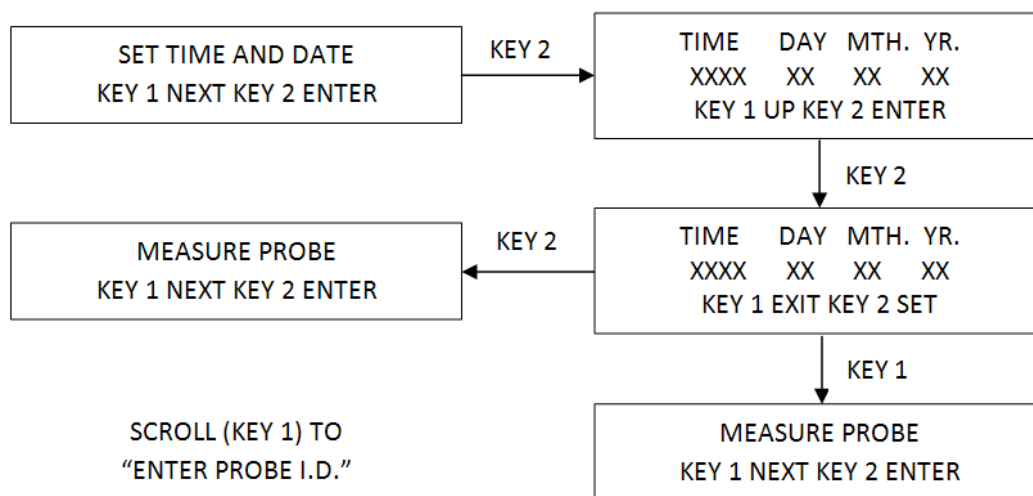 SET TIME AND DATE
KEY 1 NEXT KEY 2 ENTER
KEY 2
TIME DAY MTH. YR.
XXXX XX XX XX
KEY 1 UP KEY 2 ENTER
KEY 2
MEASURE PROBE
KEY 1 NEXT KEY 2 ENTER
KEY 2
TIME DAY MTH. YR.
XXXX XX XX XX
KEY 1 EXIT KEY 2 SET
KEY 1
SCROLL (KEY 1) TO
“ENTER PROBE I.D.”
MEASURE PROBE
KEY 1 NEXT KEY 2 ENTER